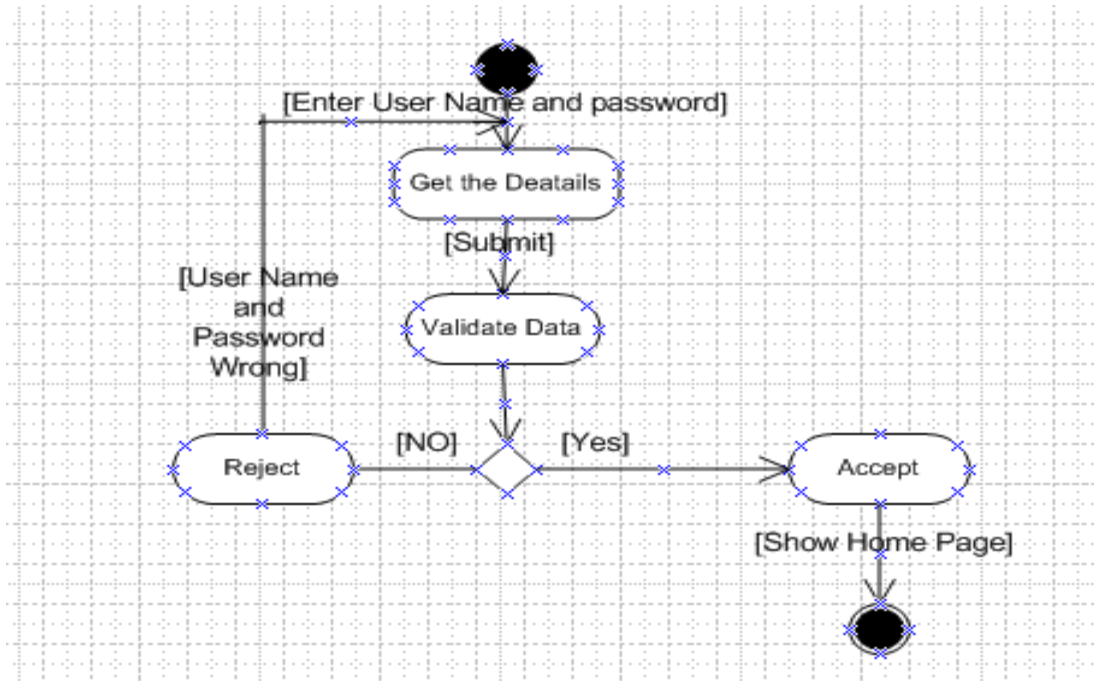 [Enter User Name and password]
Get the Deatails
[Submit]
[User Name
and
Password
Wrong]
Validate Data
[NO]
[Yes]
Reject
Accept
[Show Home Page]